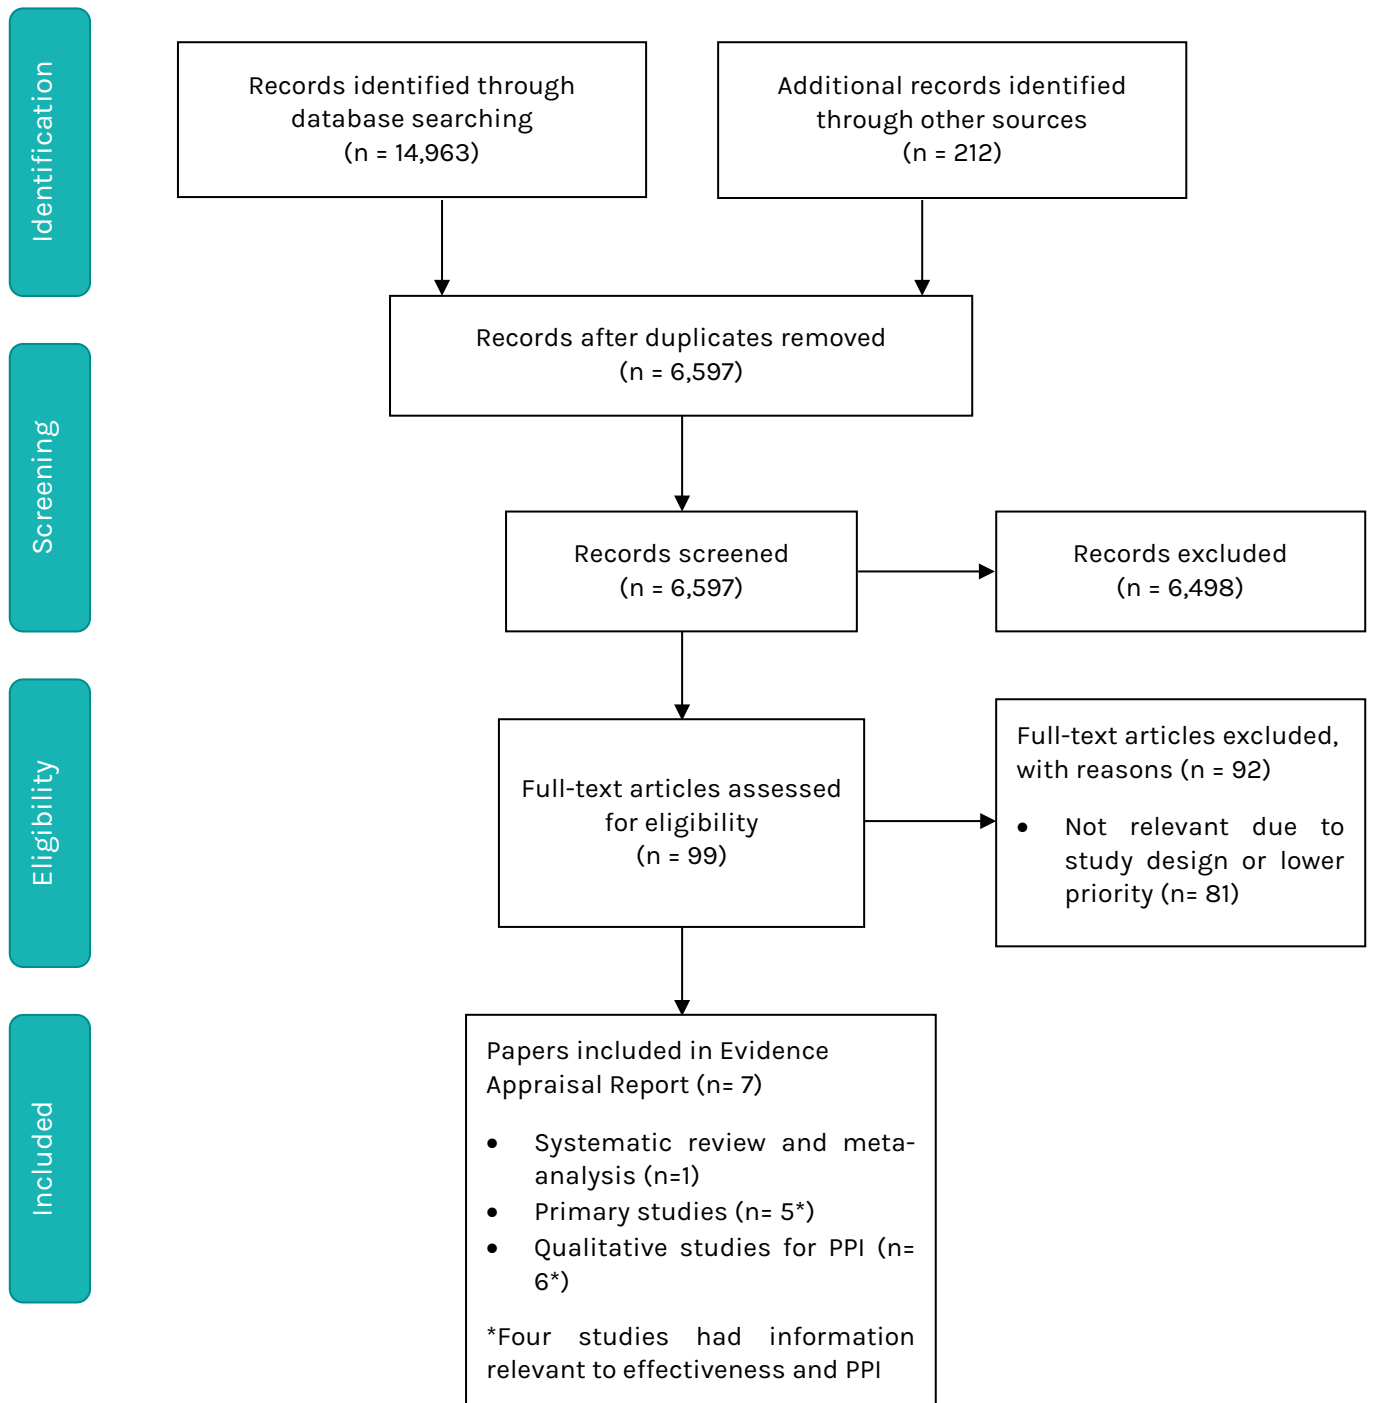 Identification
Records identified through
database searching
(n = 14,963)
Additional records identified
through other sources
(n = 212)
Records after duplicates removed
(n = 6,597)
Screening
Records screened
(n = 6,597)
Records excluded
(n = 6,498)
Eligibility
Full-text articles assessed
for eligibility
(n = 99)
Full-text articles excluded,
with reasons (n = 92)
• Not relevant due to
study design or lower
priority (n= 81)
Included
Papers included in Evidence
Appraisal Report (n= 7)
• Systematic review and meta-
analysis (n=1)
• Primary studies (n= 5*)
• Qualitative studies for PPI (n=
6*)
*Four studies had information
relevant to effectiveness and PPI